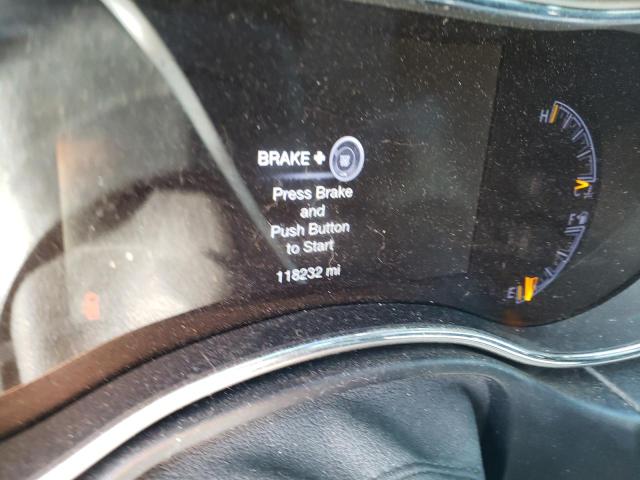 BRAKE +
Press Brake
and
Push Button
to Start
118232 mi
H
C
F
E